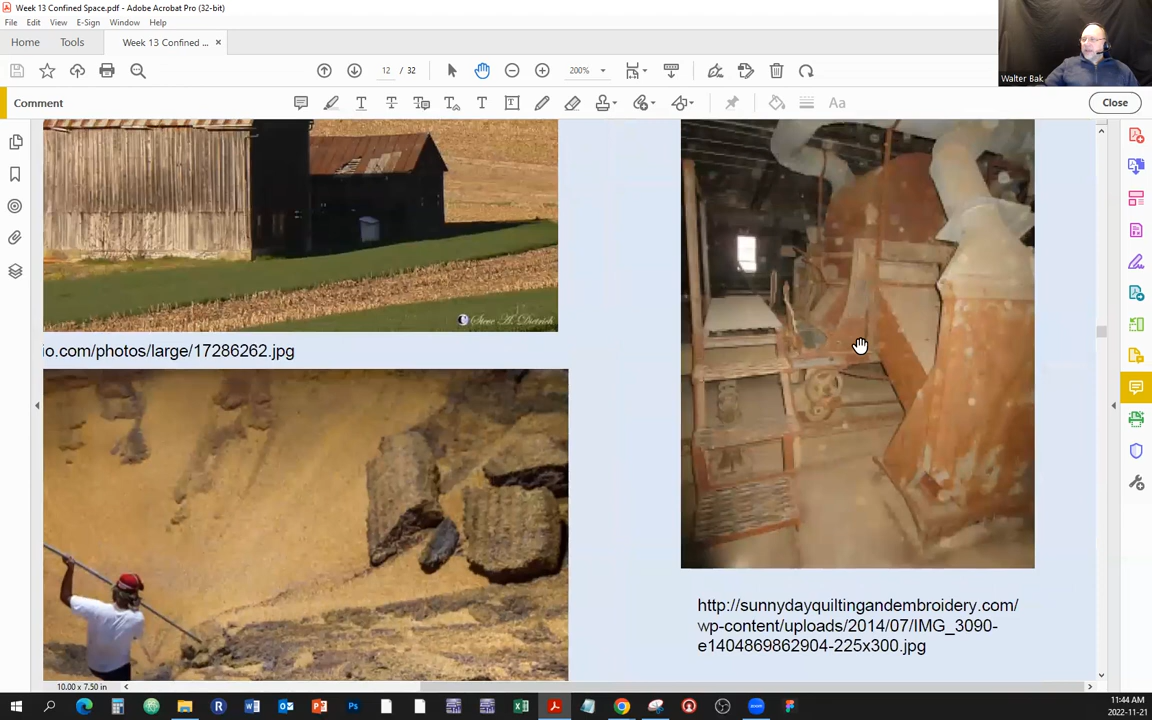 Week 13 Confined Space.pdf - Adobe Acrobat Pro (32-bit)
File Edit View E-Sign Window Help
Home Tools Week 13 Confined ... ×
12 / 32 200%
Walter Bak
Comment
Close
Steve A. Dietrich
io.com/photos/large/17286262.jpg
http://sunnydayquiltingandembroidery.com/
wp-content/uploads/2014/07/IMG_3090-
e1404869862904-225x300.jpg
10.00 x 7.50 in
11:44 AM
2022-11-21